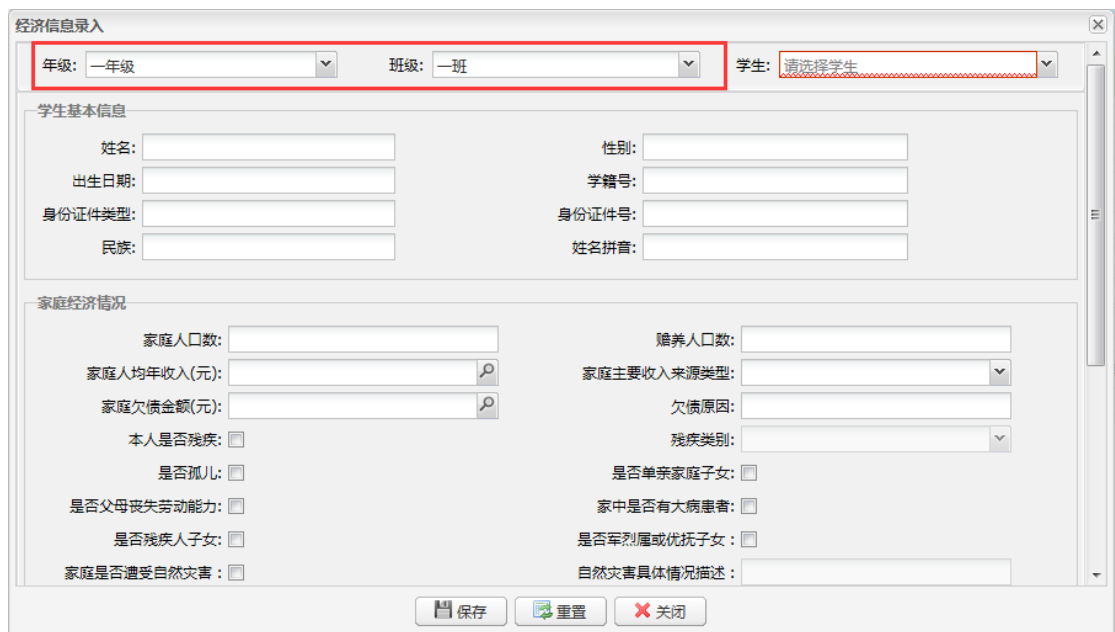 经济信息录入
年级: 一年级 班级: 一班 学生: 请选择学生
学生基本信息
姓名: 性别:
出生日期: 学籍号:
身份证件类型: 身份证件号:
民族: 姓名拼音:
家庭经济情况
家庭人口数: 赡养人口数:
家庭人均年收入(元): 家庭主要收入来源类型:
家庭欠债金额(元): 欠债原因:
本人是否残疾: 残疾类别:
是否孤儿: 是否单亲家庭子女:
是否父母丧失劳动能力: 家中是否有大病患者:
是否残疾人子女: 是否军烈属或优抚子女：
家庭是否遭受自然灾害： 自然灾害具体情况描述：
保存 重置 关闭